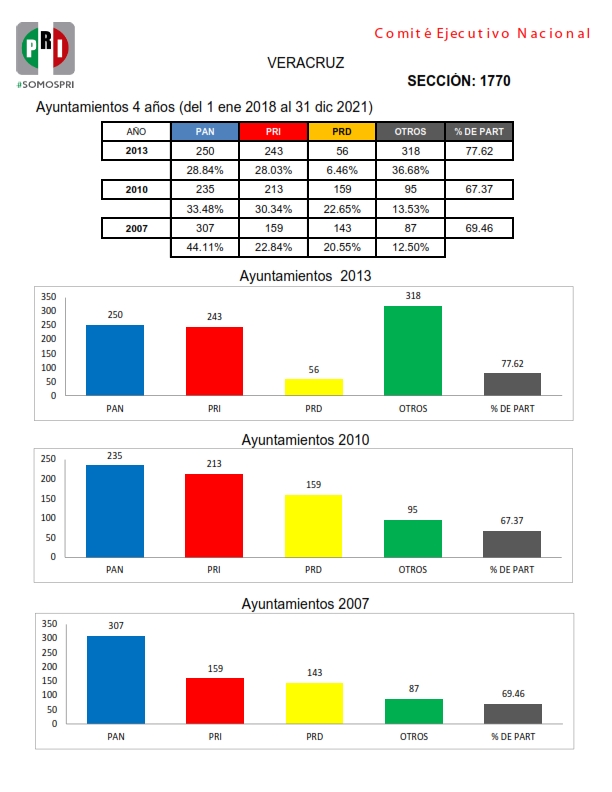 Comité Ejecutivo Nacional
PRI
#SOMOSPRI
VERACRUZ
SECCIÓN: 1770
Ayuntamientos 4 años (del 1 ene 2018 al 31 dic 2021)
AÑO PAN PRI PRD OTROS % DE PART
2013 250 243 56 318 77.62
28.84% 28.03% 6.46% 36.68%
2010 235 213 159 95 67.37
33.48% 30.34% 22.65% 13.53%
2007 307 159 143 87 69.46
44.11% 22.84% 20.55% 12.50%
Ayuntamientos 2013
350
300
250
200
150
100
50
0
250 243 56 318 77.62
PAN PRI PRD OTROS % DE PART
Ayuntamientos 2010
250
200
150
100
50
0
235 213 159 95 67.37
PAN PRI PRD OTROS % DE PART
Ayuntamientos 2007
350
300
250
200
150
100
50
0
307 159 143 87 69.46
PAN PRI PRD OTROS % DE PART